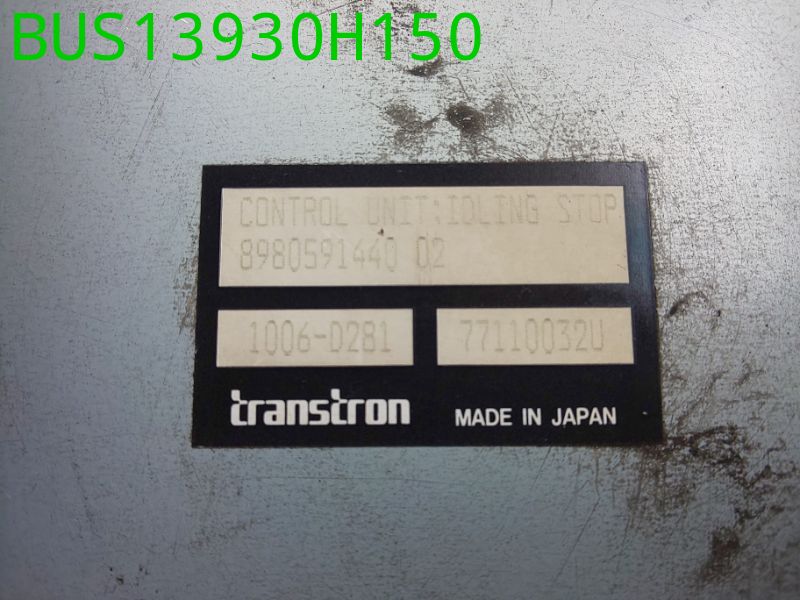 BUS13930H150
CONTROL UNIT:IDLING STOP
8980591440 02
1006-D281 77110032U
transtron MADE IN JAPAN